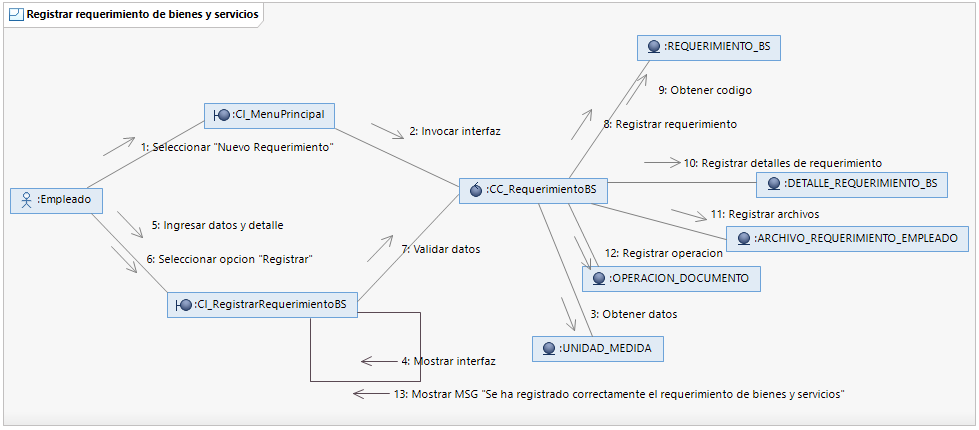 Registrar requerimiento de bienes y servicios
:REQUERIMIENTO_BS
9: Obtener codigo
:CI_MenuPrincipal
2: Invocar interfaz
8: Registrar requerimiento
1: Seleccionar "Nuevo Requerimiento"
10: Registrar detalles de requerimiento
:Empleado
:CC_RequerimientoBS
:DETALLE_REQUERIMIENTO_BS
5: Ingresar datos y detalle
11: Registrar archivos
:ARCHIVO_REQUERIMIENTO_EMPLEADO
7: Validar datos
12: Registrar operacion
6: Seleccionar opcion "Registrar"
:OPERACION_DOCUMENTO
:CI_RegistrarRequerimientoBS
3: Obtener datos
:UNIDAD_MEDIDA
4: Mostrar interfaz
13: Mostrar MSG "Se ha registrado correctamente el requerimiento de bienes y servicios"